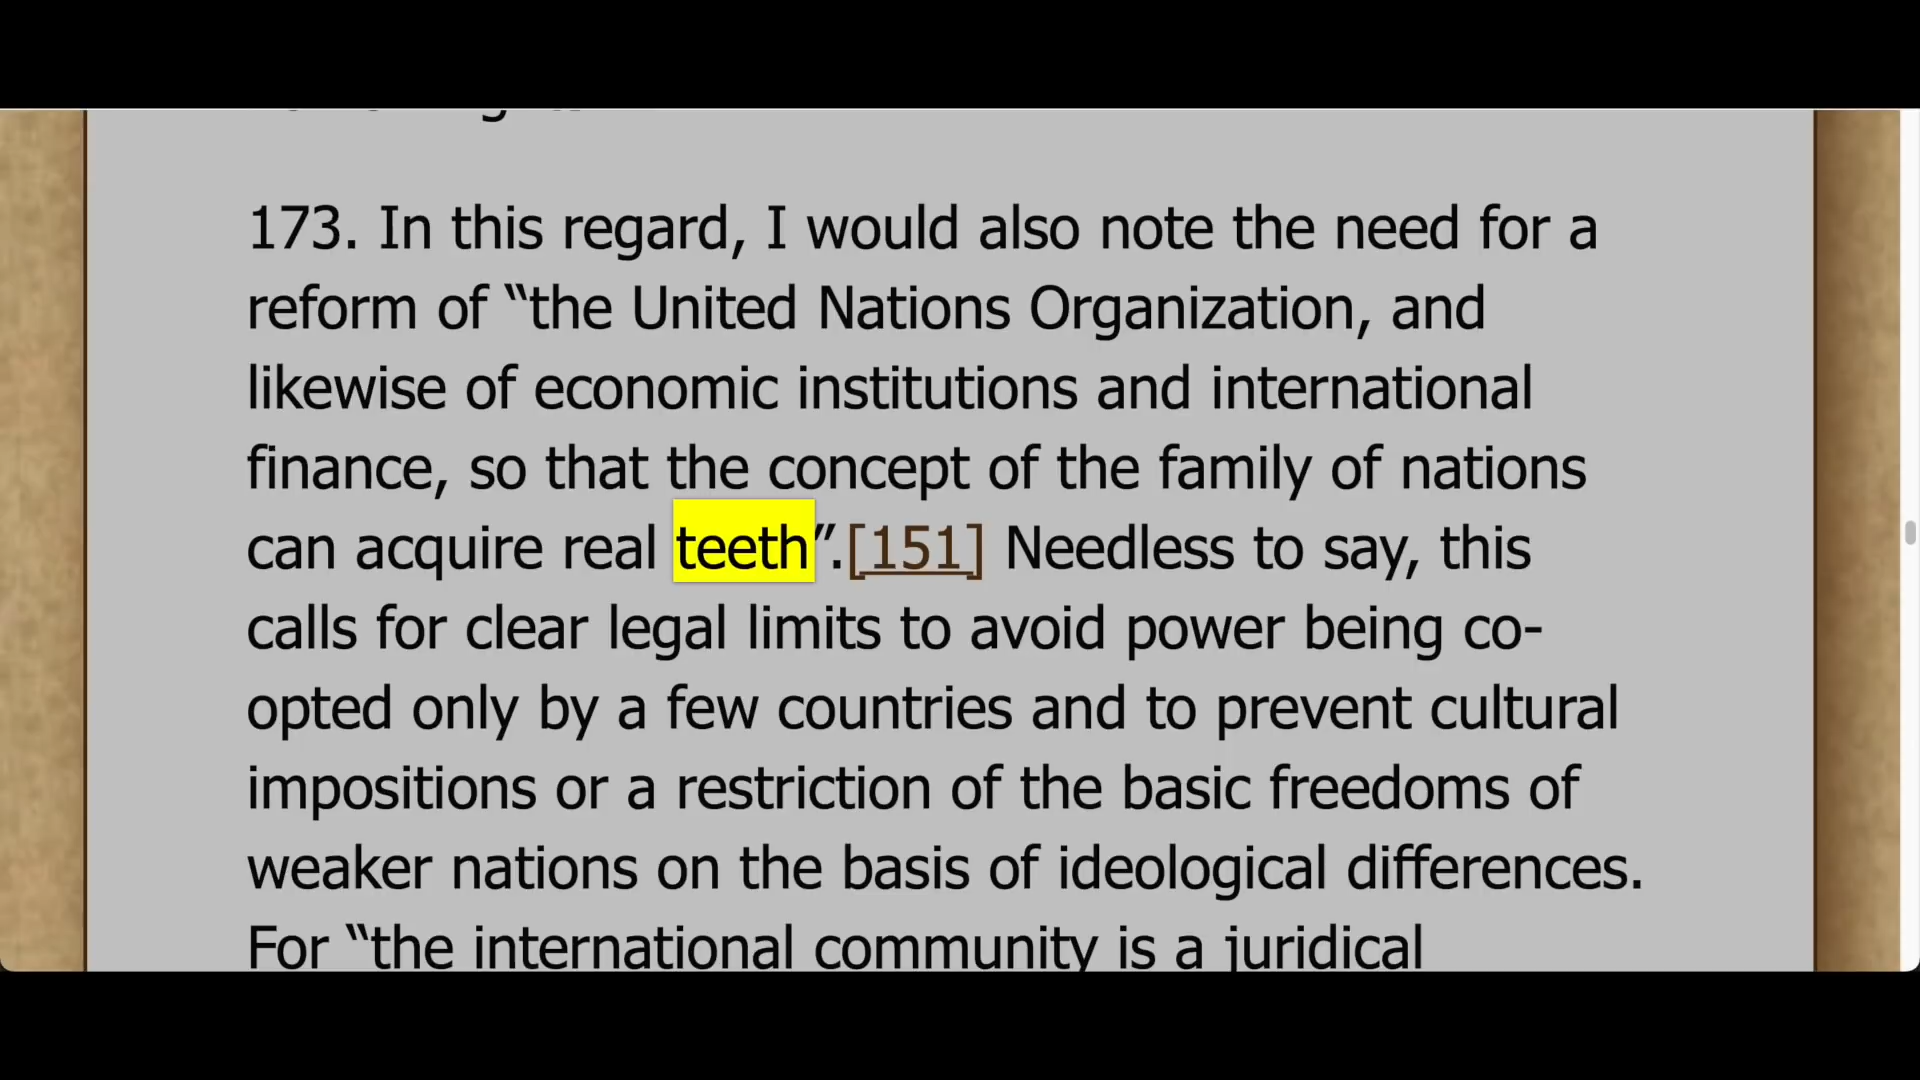 173. In this regard, I would also note the need for a
reform of “the United Nations Organization, and
likewise of economic institutions and international
finance, so that the concept of the family of nations
can acquire real teeth”.[151] Needless to say, this
calls for clear legal limits to avoid power being co-
opted only by a few countries and to prevent cultural
impositions or a restriction of the basic freedoms of
weaker nations on the basis of ideological differences.
For “the international community is a juridical